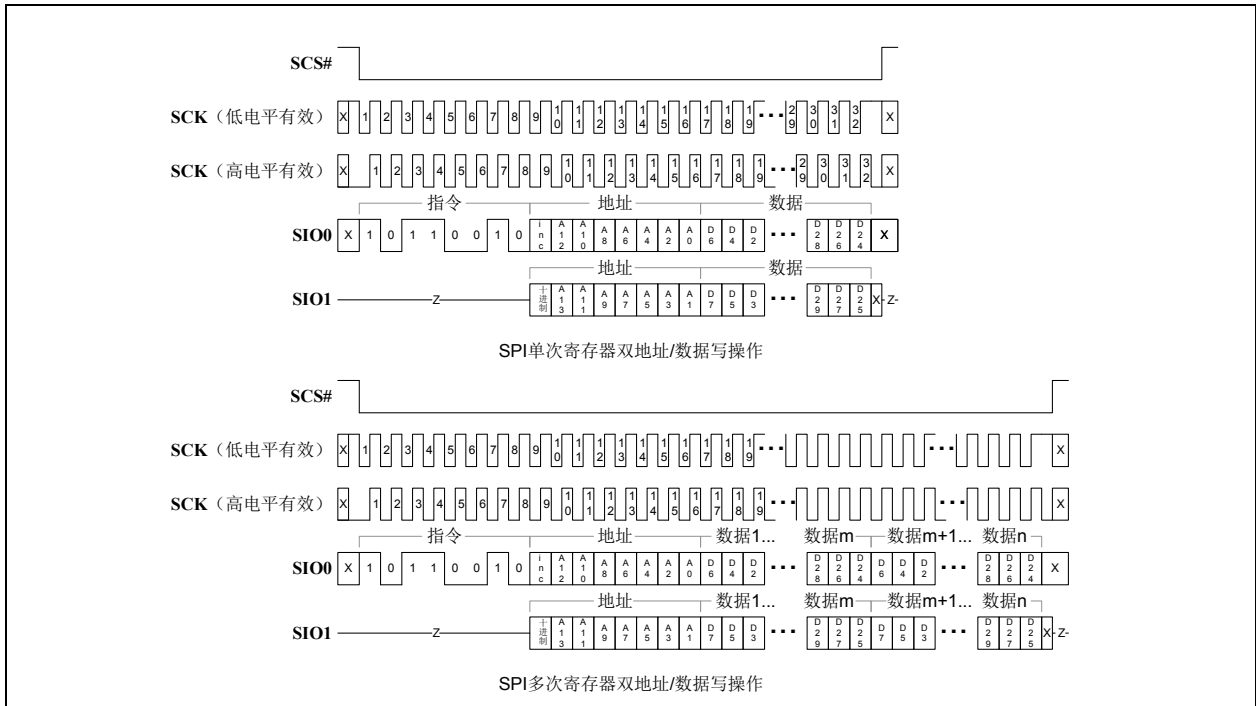 SCS#
SCK（低电平有效） X 1 2 3 4 5 6 7 8 9 10 11 12 13 14 15 16 17 18 19 ··· 29 30 31 32 X
SCK（高电平有效） X 1 2 3 4 5 6 7 8 9 10 11 12 13 14 15 16 17 18 19 ··· 29 30 31 32 X
指令 地址 数据
SIO0 X 1 0 1 1 0 0 1 0 inc A12 A10 A8 A6 A4 A2 A0 D6 D4 D2 ··· D28 D26 D24 X
地址 数据
SIO1 Z 十进制 A13 A11 A9 A7 A5 A3 A1 D7 D5 D3 ··· D29 D27 D25 X -Z-
SPI单次寄存器双地址/数据写操作
SCS#
SCK（低电平有效） X 1 2 3 4 5 6 7 8 9 10 11 12 13 14 15 16 17 18 19 ··· ··· X
SCK（高电平有效） X 1 2 3 4 5 6 7 8 9 10 11 12 13 14 15 16 17 18 19 ··· ··· X
指令 地址 数据1... 数据m 数据m+1... 数据n
SIO0 X 1 0 1 1 0 0 1 0 inc A12 A10 A8 A6 A4 A2 A0 D6 D4 D2 ··· D28 D26 D24 D6 D4 D2 ··· D28 D26 D24 X
地址 数据1... 数据m 数据m+1... 数据n
SIO1 Z 十进制 A13 A11 A9 A7 A5 A3 A1 D7 D5 D3 ··· D29 D27 D25 D7 D5 D3 ··· D29 D27 D25 X -Z-
SPI多次寄存器双地址/数据写操作